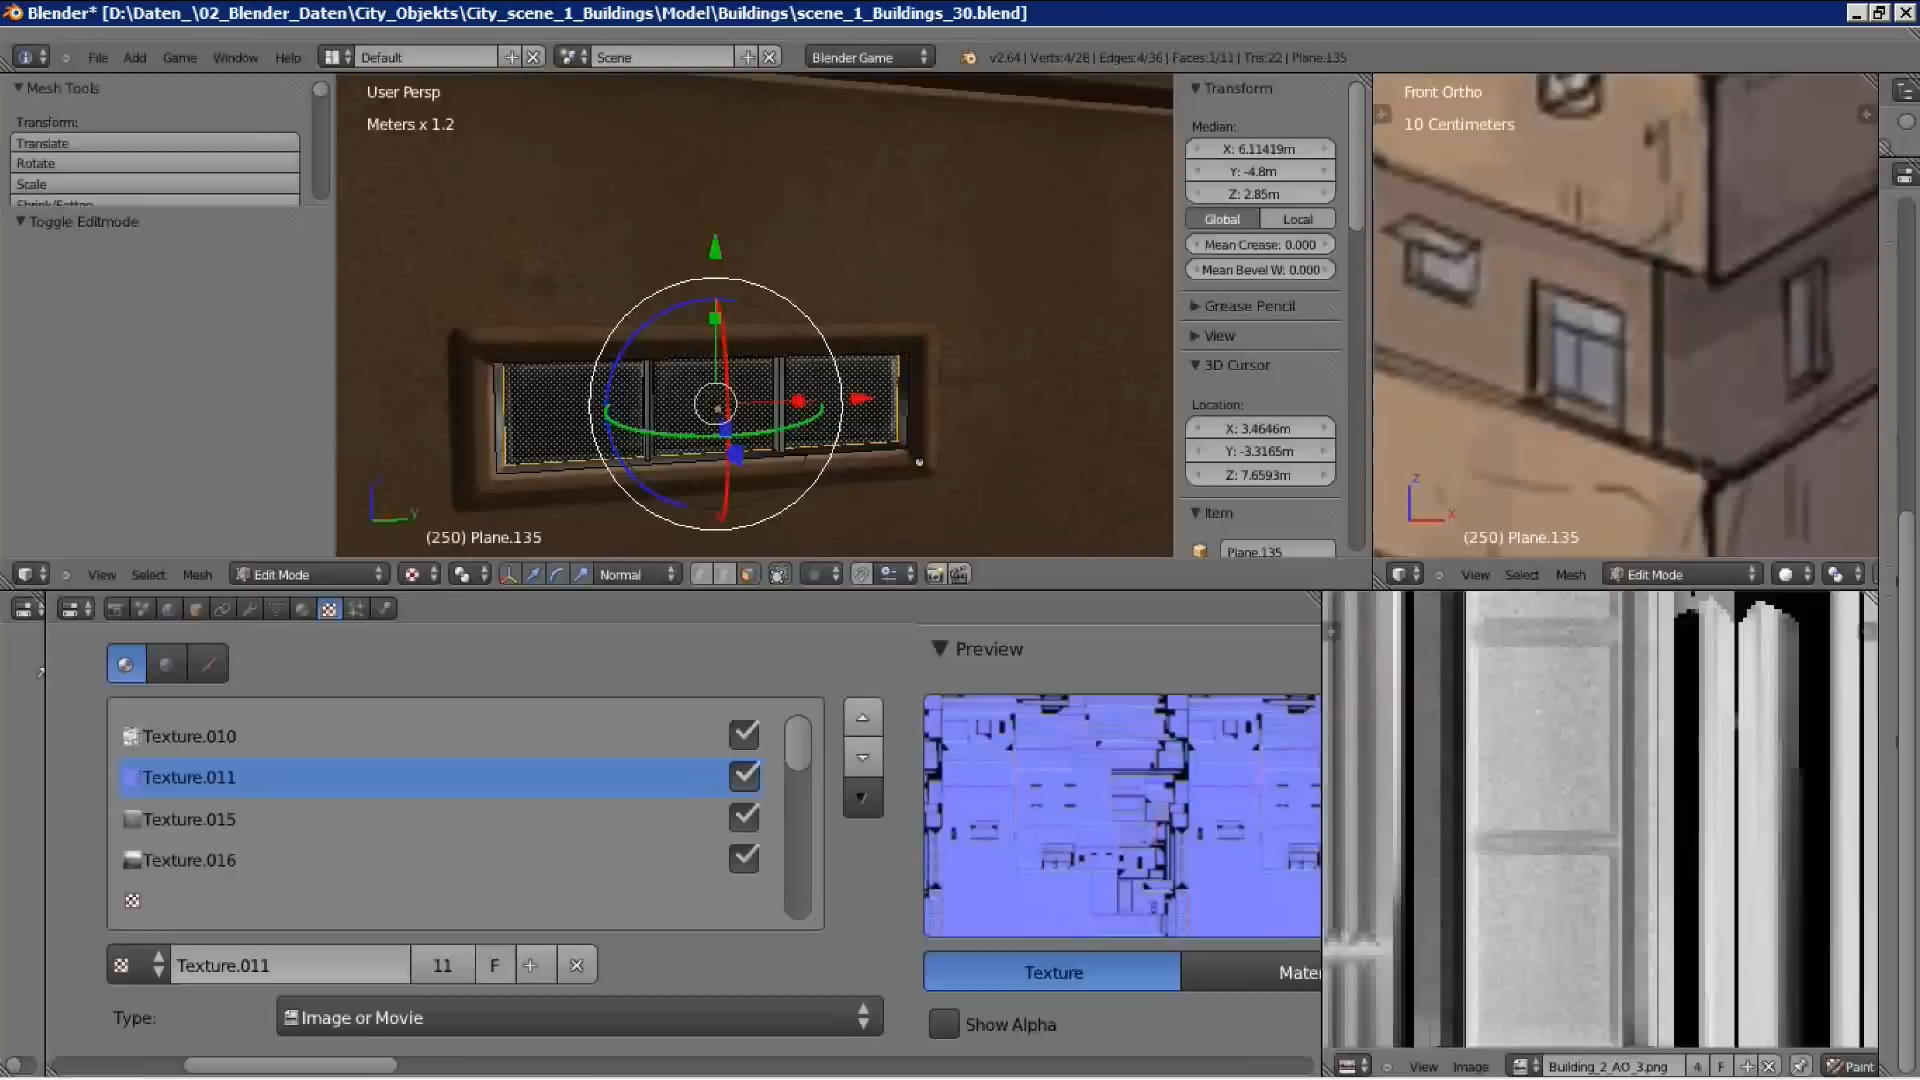 Blender* [D:\Daten_\02_Blender_Daten\City_Objekts\City_scene_1_Buildings\Model\Buildings\scene_1_Buildings_30.blend]
File Add Game Window Help Default Scene Blender Game v2.64 | Verts:4/28 | Edges:4/36 | Faces:1/11 | Tris:22 | Plane.135
Mesh Tools
Transform:
Translate
Rotate
Scale
Shrink/Fatten
Toggle Editmode
User Persp
Meters x 1.2
(250) Plane.135
Transform
Median:
X: 6.11419m
Y: -4.8m
Z: 2.85m
Global Local
Mean Crease: 0.000
Mean Bevel W: 0.000
Grease Pencil
View
3D Cursor
Location:
X: 3.4646m
Y: -3.3165m
Z: 7.6593m
Item
Plane.135
Front Ortho
10 Centimeters
Z
X
(250) Plane.135
View Select Mesh Edit Mode Normal
View Select Mesh Edit Mode
Texture.010
Texture.011
Texture.015
Texture.016
Texture.011 11 F
Type: Image or Movie
Preview
Texture Mater
Show Alpha
View Image Building_2_AO_3.png 4 F Paint